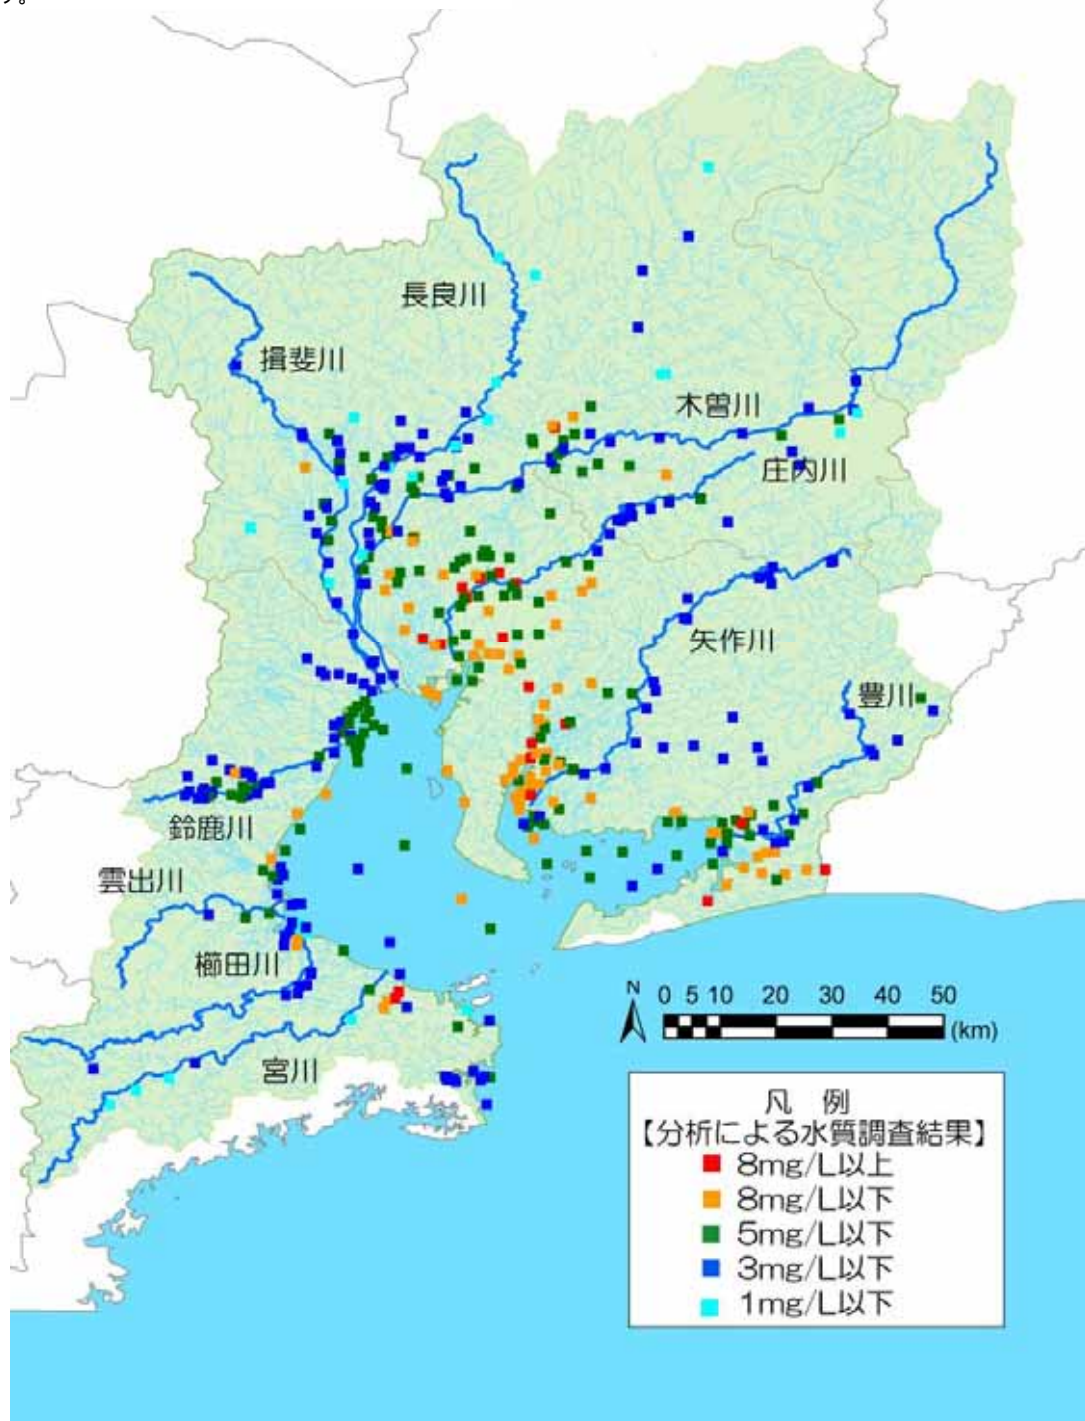 う。
長良川
揖斐川
木曽川
庄内川
矢作川
豊川
鈴鹿川
雲出川
櫛田川
宮川
N 0 5 10 20 30 40 50
(km)
凡 例
【分析による水質調査結果】
8mg/L以上
8mg/L以下
5mg/L以下
3mg/L以下
1mg/L以下